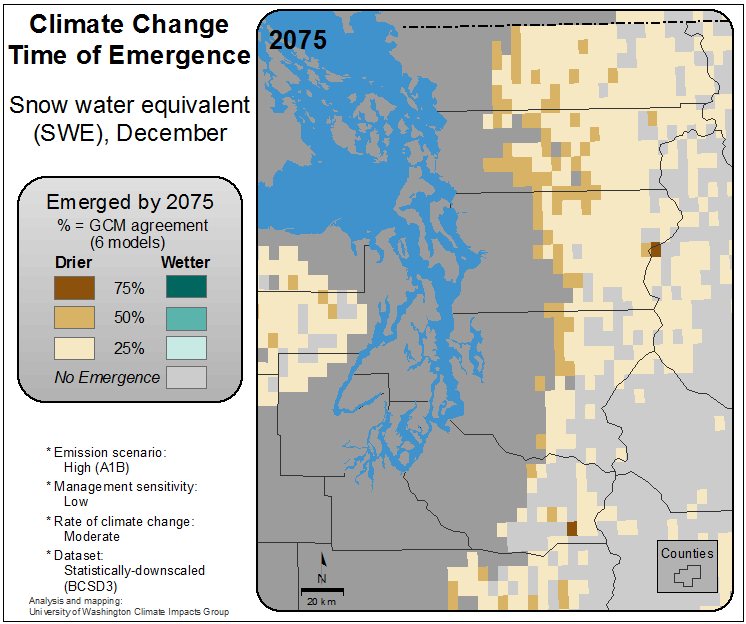 Climate Change
Time of Emergence
Snow water equivalent
(SWE), December
Emerged by 2075
% = GCM agreement
(6 models)
Drier Wetter
75%
50%
25%
No Emergence
* Emission scenario:
High (A1B)
* Management sensitivity:
Low
* Rate of climate change:
Moderate
* Dataset:
Statistically-downscaled
(BCSD3)
Analysis and mapping:
University of Washington Climate Impacts Group
2075
N
20 km
Counties